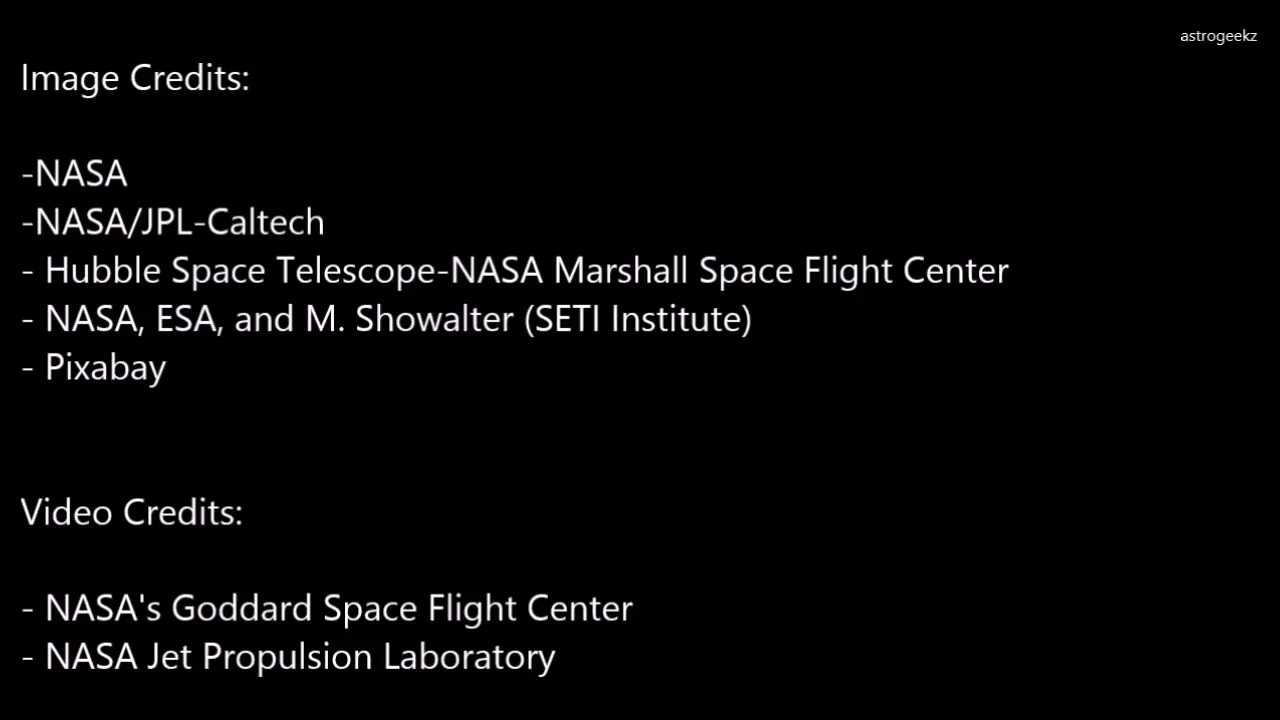 astrogeekz
Image Credits:
-NASA
-NASA/JPL-Caltech
- Hubble Space Telescope-NASA Marshall Space Flight Center
- NASA, ESA, and M. Showalter (SETI Institute)
- Pixabay
Video Credits:
- NASA's Goddard Space Flight Center
- NASA Jet Propulsion Laboratory